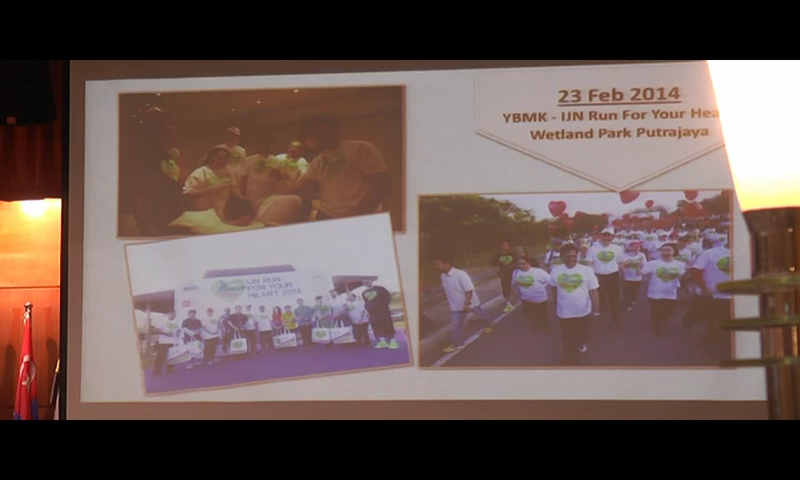 23 Feb 2014
YBMK - IJN Run For Your Hea
Wetland Park Putrajaya
IJN RUN
FOR YOUR
HEART 2014